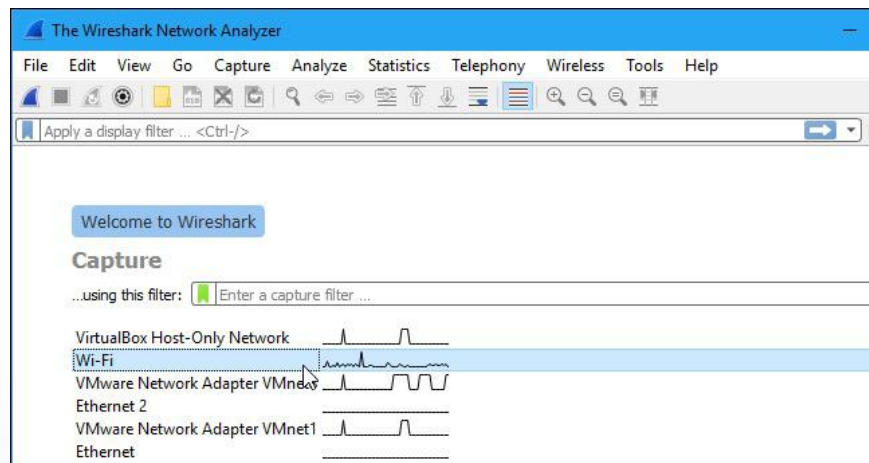 The Wireshark Network Analyzer
File Edit View Go Capture Analyze Statistics Telephony Wireless Tools Help
Apply a display filter ... <Ctrl-/>
Welcome to Wireshark
Capture
...using this filter: Enter a capture filter ...
VirtualBox Host-Only Network
Wi-Fi
VMware Network Adapter
Ethernet 2
VMware Network Adapter VMnet1
Ethernet